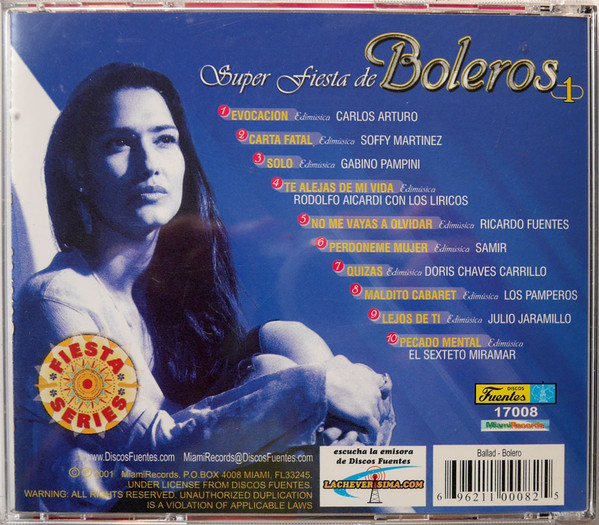 Super Fiesta de Boleros 1
1 EVOCACION Edimúsica CARLOS ARTURO
2 CARTA FATAL Edimúsica SOFFY MARTINEZ
3 SOLO Edimúsica GABINO PAMPINI
4 TE ALEJAS DE MI VIDA Edimúsica
RODOLFO AICARDI CON LOS LIRICOS
5 NO ME VAYAS A OLVIDAR Edimúsica RICARDO FUENTES
6 PERDONEME MUJER Edimúsica SAMIR
7 QUIZAS Edimúsica DORIS CHAVES CARRILLO
8 MALDITO CABARET Edimúsica LOS PAMPEROS
9 LEJOS DE TI Edimúsica JULIO JARAMILLO
10 PECADO MENTAL Edimúsica
EL SEXTETO MIRAMAR
FIESTA
SERIES
DISCOS
Fuentes
17008
MiamiRecords
www.DiscosFuentes.com MiamiRecords@DiscosFuentes.com
© ℗ 2001 MiamiRecords. P.O.BOX 4008 MIAMI, FL33245.
UNDER LICENSE FROM DISCOS FUENTES.
WARNING: ALL RIGHTS RESERVED. UNAUTHORIZED DUPLICATION
IS A VIOLATION OF APPLICABLE LAWS
escucha la emisora
de Discos Fuentes
LACHEVERISIMA.COM
Ballad - Bolero
6 96211 00082 5